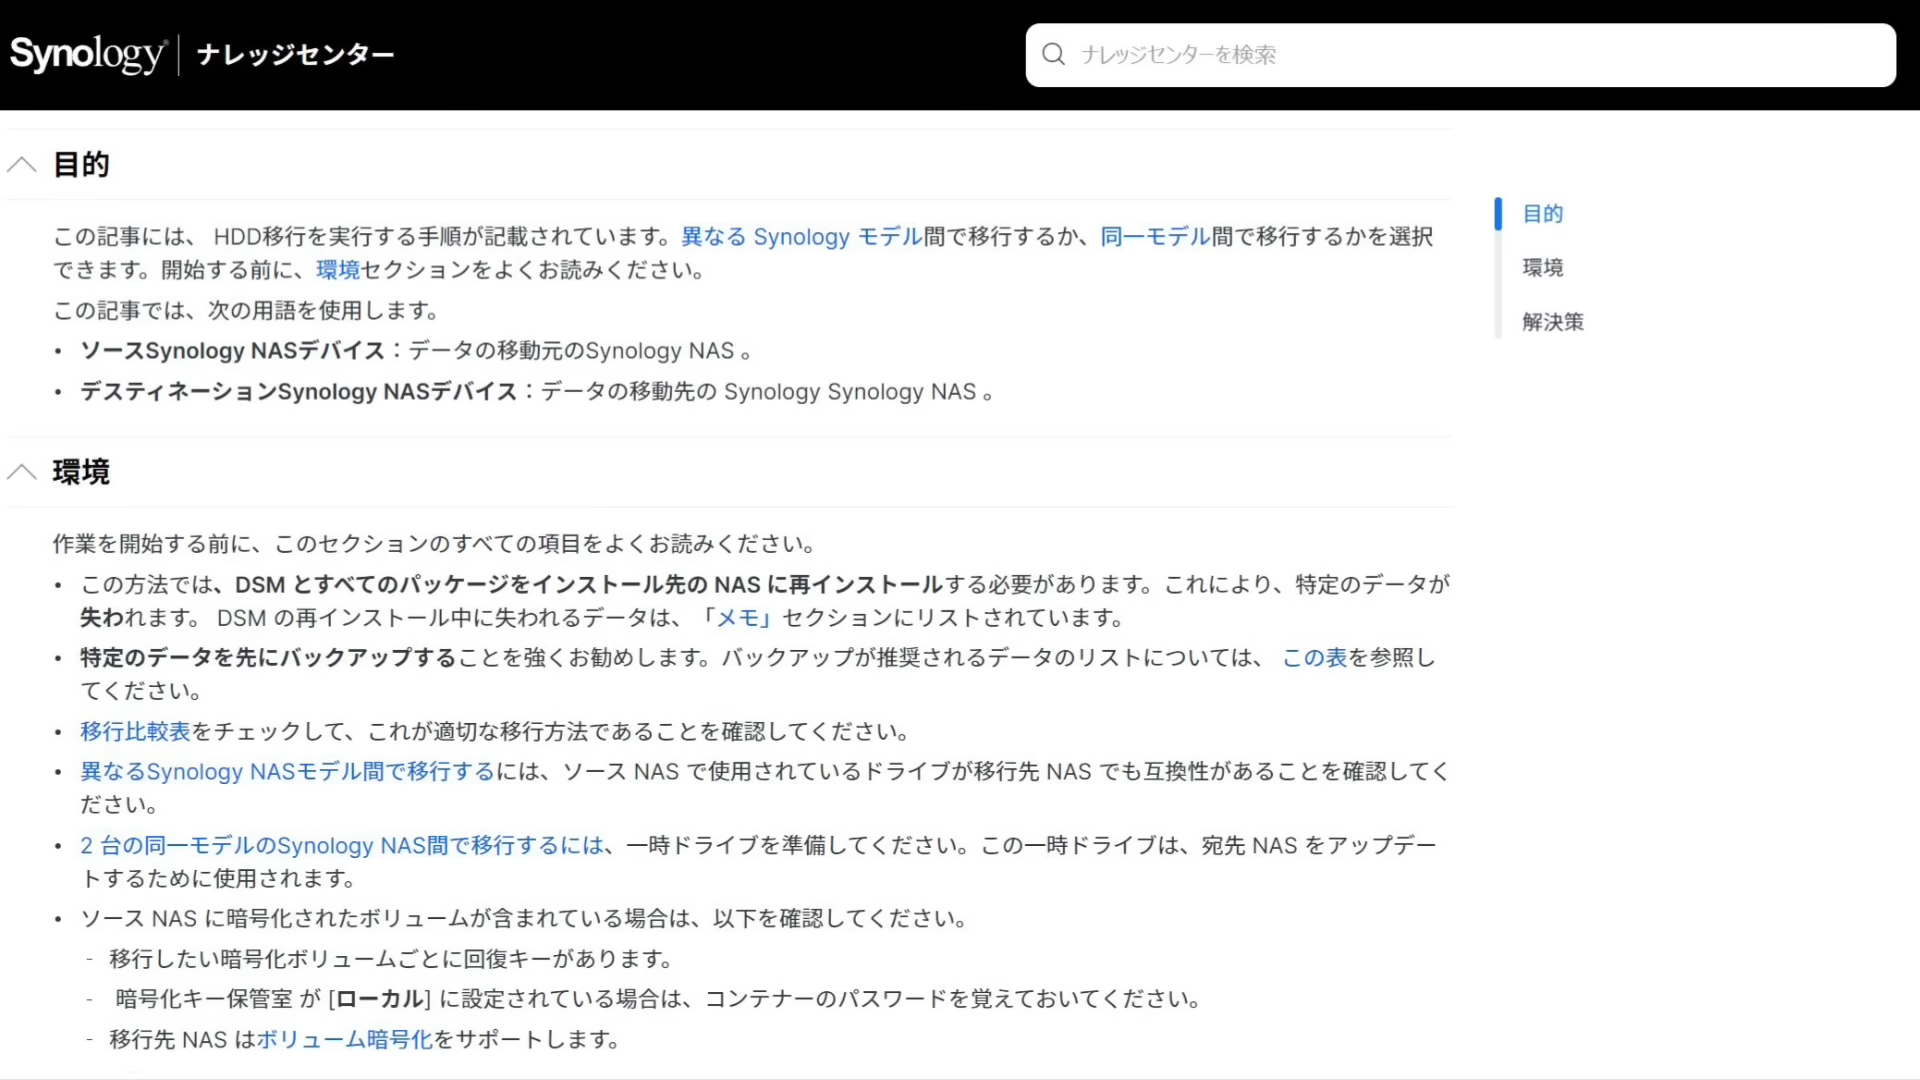 Synology ナレッジセンター
ナレッジセンターを検索
目的
この記事には、 HDD移行を実行する手順が記載されています。異なる Synology モデル間で移行するか、同一モデル間で移行するかを選択
できます。開始する前に、環境セクションをよくお読みください。
この記事では、次の用語を使用します。
• ソースSynology NASデバイス：データの移動元のSynology NAS 。
• デスティネーションSynology NASデバイス：データの移動先の Synology Synology NAS 。
環境
作業を開始する前に、このセクションのすべての項目をよくお読みください。
• この方法では、DSM とすべてのパッケージをインストール先の NAS に再インストールする必要があります。これにより、特定のデータが
失われます。 DSM の再インストール中に失われるデータは、「メモ」セクションにリストされています。
• 特定のデータを先にバックアップすることを強くお勧めします。バックアップが推奨されるデータのリストについては、 この表を参照し
てください。
• 移行比較表をチェックして、これが適切な移行方法であることを確認してください。
• 異なるSynology NASモデル間で移行するには、ソース NAS で使用されているドライブが移行先 NAS でも互換性があることを確認してく
ださい。
• 2 台の同一モデルのSynology NAS間で移行するには、一時ドライブを準備してください。この一時ドライブは、宛先 NAS をアップデー
トするために使用されます。
• ソース NAS に暗号化されたボリュームが含まれている場合は、以下を確認してください。
- 移行したい暗号化ボリュームごとに回復キーがあります。
- 暗号化キー保管室 が [ローカル] に設定されている場合は、コンテナーのパスワードを覚えておいてください。
- 移行先 NAS はボリューム暗号化をサポートします。
目的
環境
解決策